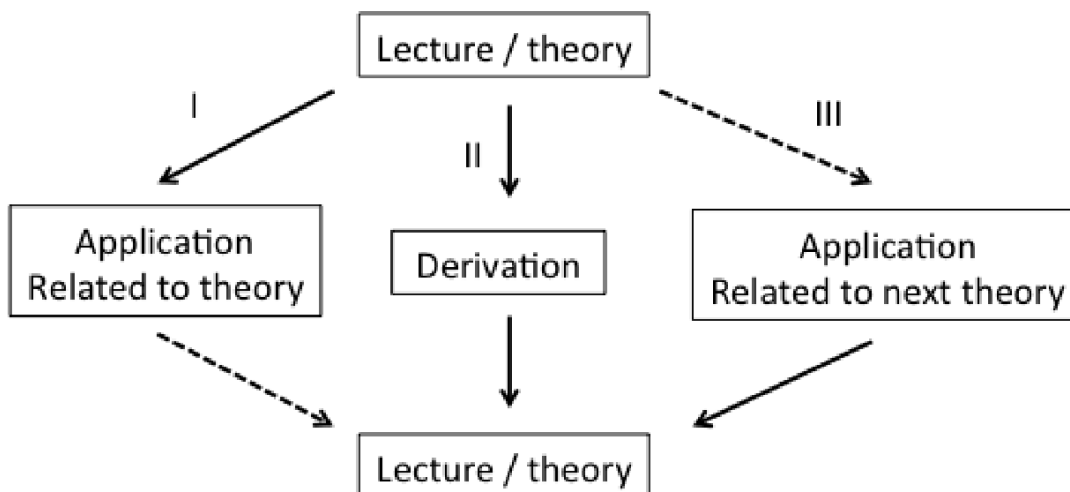 Lecture / theory
I
II
III
Application
Related to theory
Derivation
Application
Related to next theory
Lecture / theory